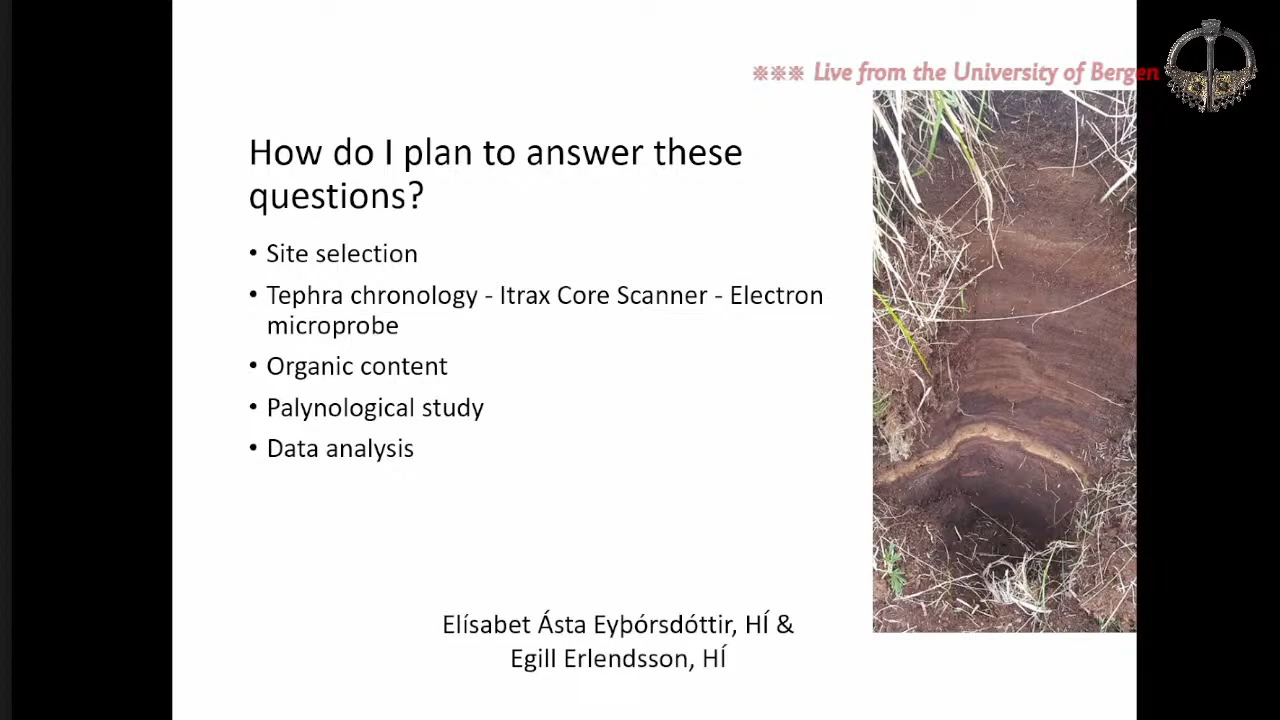 ※※※ Live from the University of Bergen
How do I plan to answer these
questions?
• Site selection
• Tephra chronology - Itrax Core Scanner - Electron
microprobe
• Organic content
• Palynological study
• Data analysis
Elísabet Ásta Eyþórsdóttir, HÍ &
Egill Erlendsson, HÍ